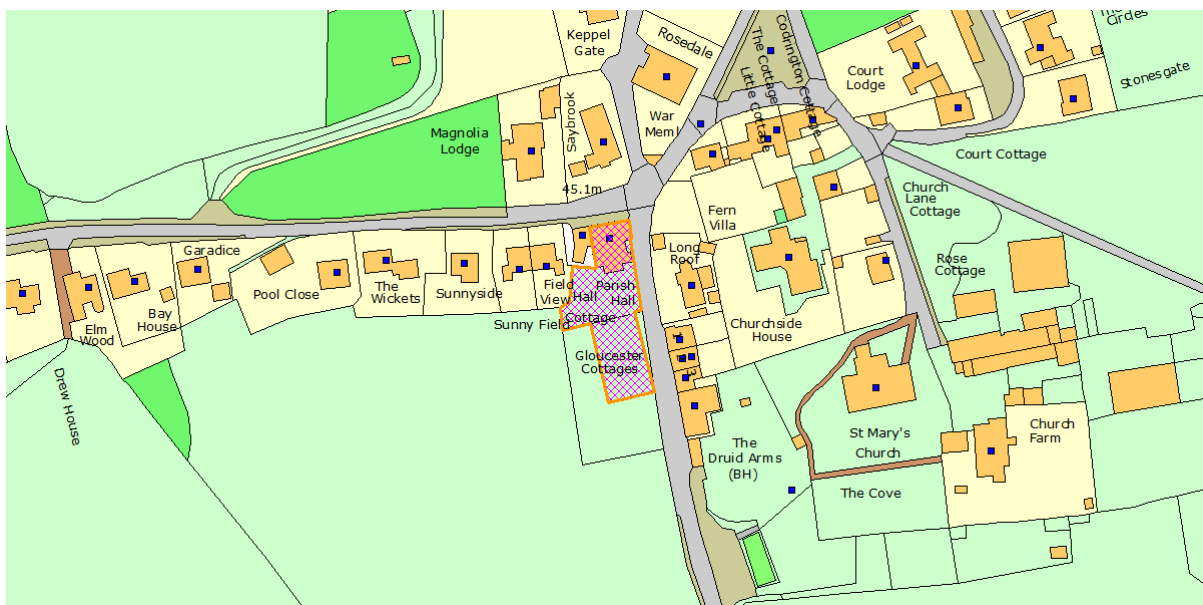 Keppel
Gate
Rosedale
Codrington Cottage
The Cottage
Little Cottage
Circles
Stonesgate
Court
Lodge
Saybrook
War
Meml
Magnolia
Lodge
Court Cottage
45.1m
Church
Lane
Cottage
Fern
Villa
Garadice
Long
Roof
Rose
Cottage
Pool Close
The
Wickets
Sunnyside
Field
View
Hall
Cottage
Parish
Hall
Bay
House
Elm
Wood
Sunny Field
Churchside
House
Gloucester
Cottages
1
3
Drew House
St Mary's
Church
Church
Farm
The
Druid Arms
(BH)
The Cove